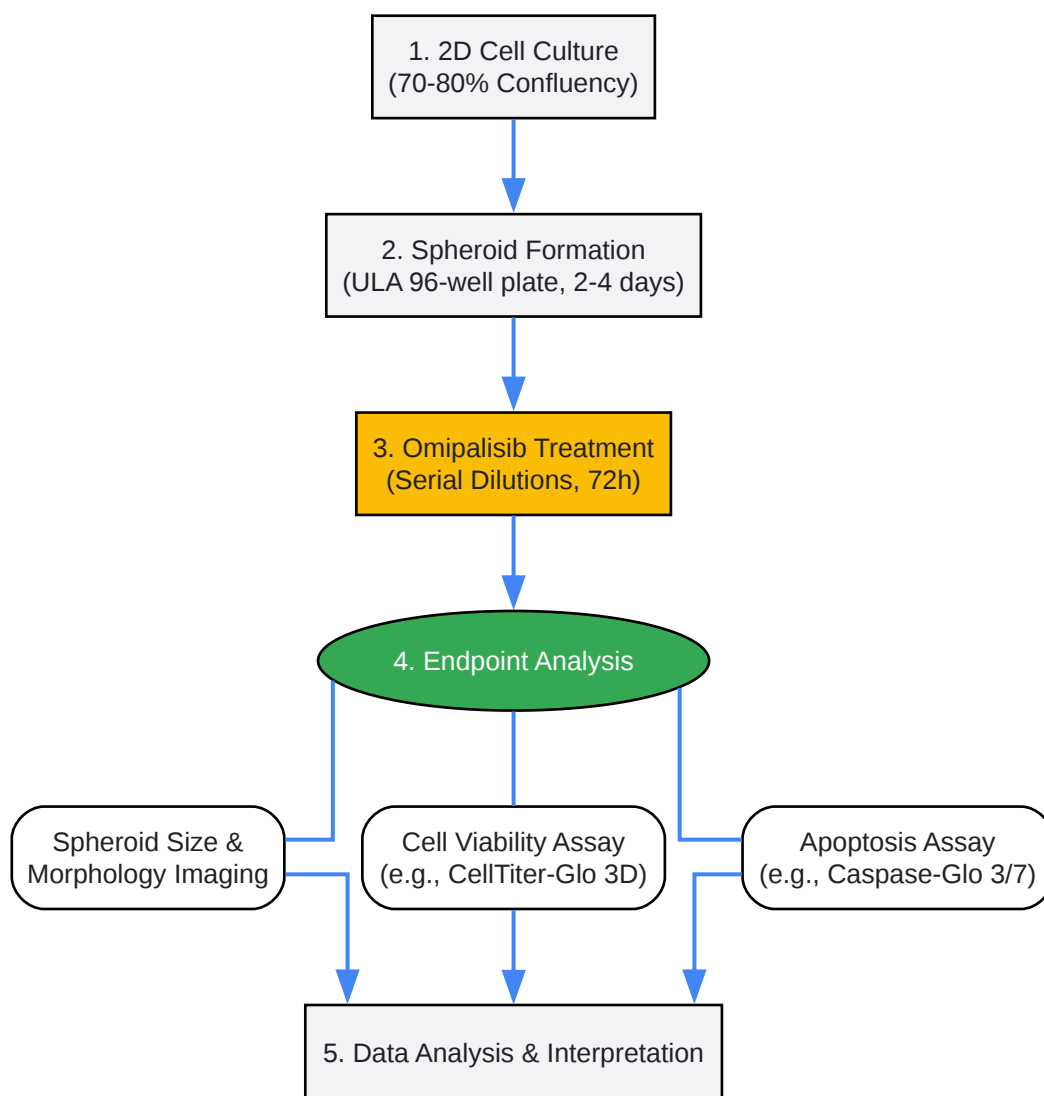 1. 2D Cell Culture
(70-80% Confluency)
2. Spheroid Formation
(ULA 96-well plate, 2-4 days)
3. Omipalisib Treatment
(Serial Dilutions, 72h)
4. Endpoint Analysis
Spheroid Size &
Morphology Imaging
Cell Viability Assay
(e.g., CellTiter-Glo 3D)
Apoptosis Assay
(e.g., Caspase-Glo 3/7)
5. Data Analysis & Interpretation